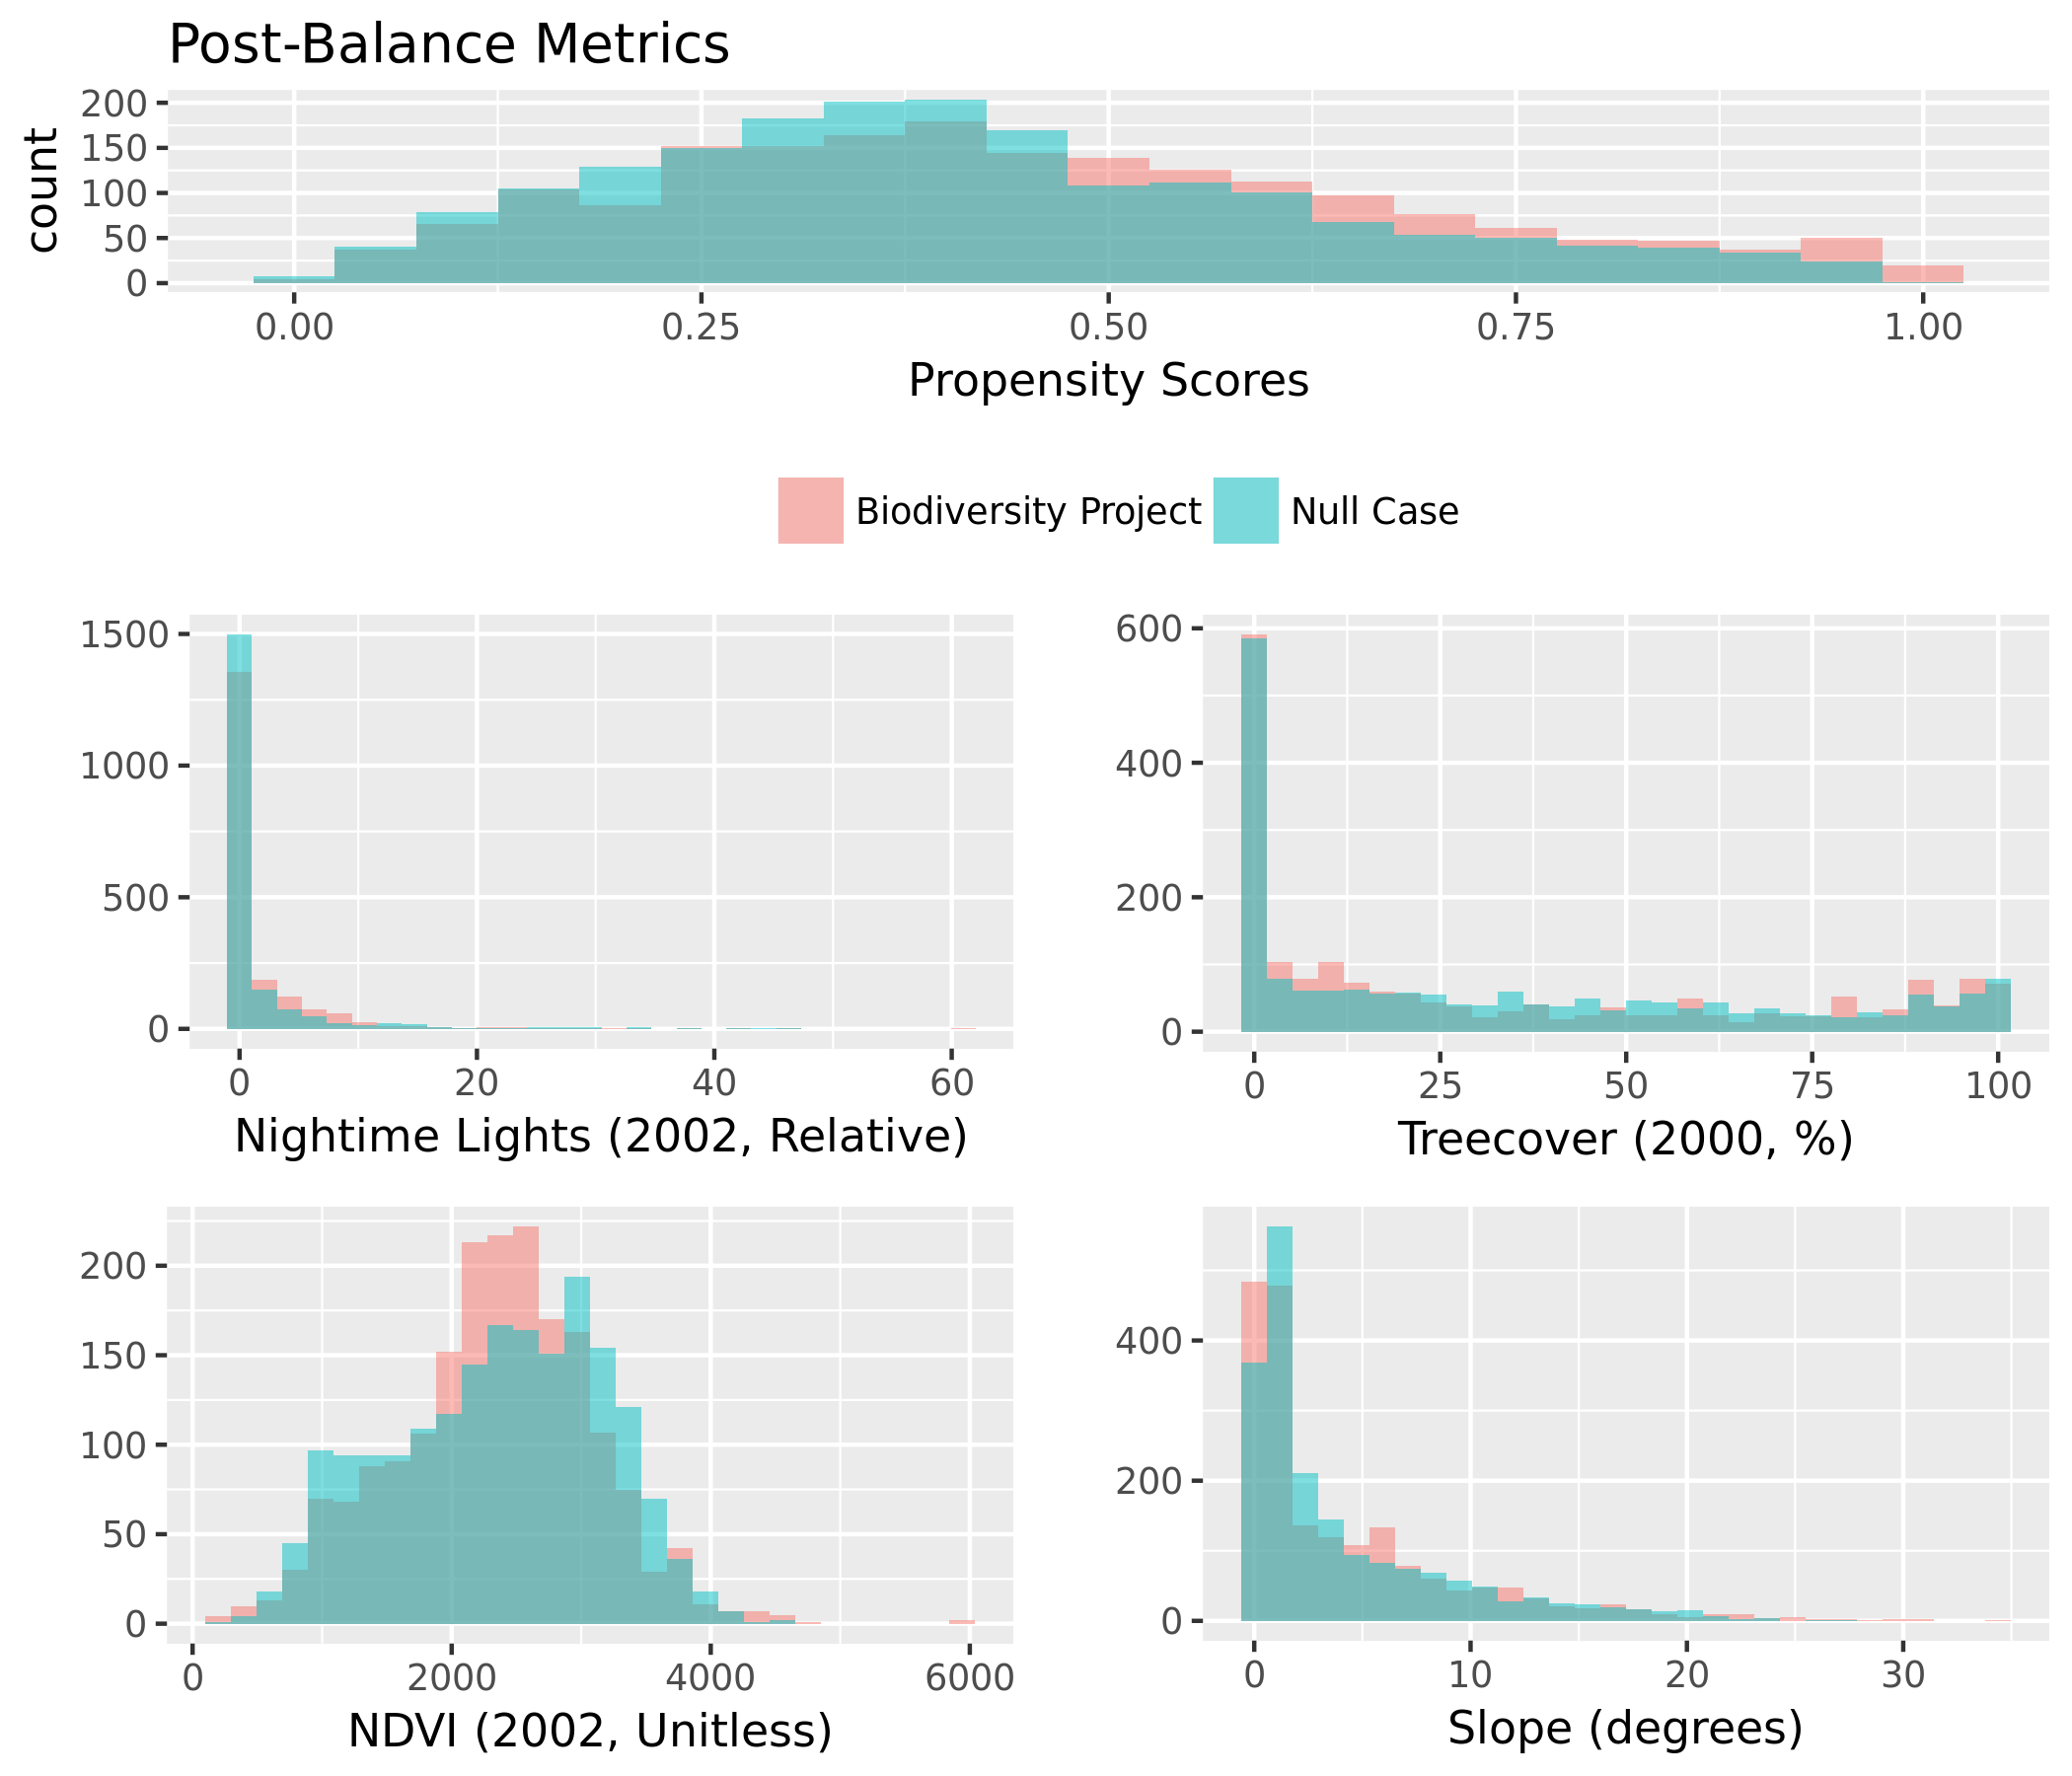 Post-Balance Metrics
count
200
150
100
50
0
0.00 0.25 0.50 0.75 1.00
Propensity Scores
Biodiversity Project Null Case
1500
1000
500
0
0 20 40 60
Nightime Lights (2002, Relative)
600
400
200
0
0 25 50 75 100
Treecover (2000, %)
200
150
100
50
0
0 2000 4000 6000
NDVI (2002, Unitless)
400
200
0
0 10 20 30
Slope (degrees)